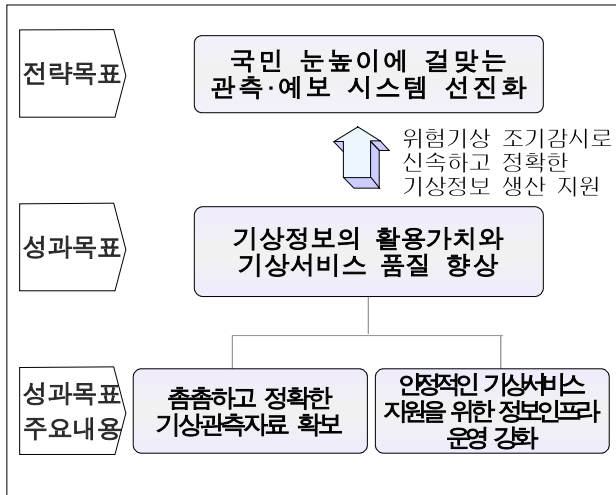 전략목표
국민 눈높이에 걸맞는
관측·예보 시스템 선진화
위험기상 조기감시로
신속하고 정확한
기상정보 생산 지원
성과목표
기상정보의 활용가치와
기상서비스 품질 향상
성과목표
주요내용
촘촘하고 정확한
기상관측자료 확보
안정적인 기상서비스
지원을 위한 정보인프라
운영 강화